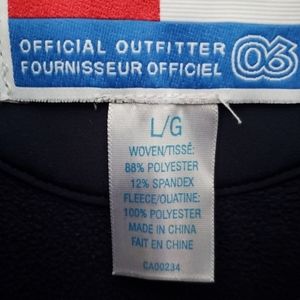 OFFICIAL OUTFITTER 06
FOURNISSEUR OFFICIEL
L/G
WOVEN/TISSÉ:
88% POLYESTER
12% SPANDEX
FLEECE/OUATINE:
100% POLYESTER
MADE IN CHINA
FAIT EN CHINE
CA00234